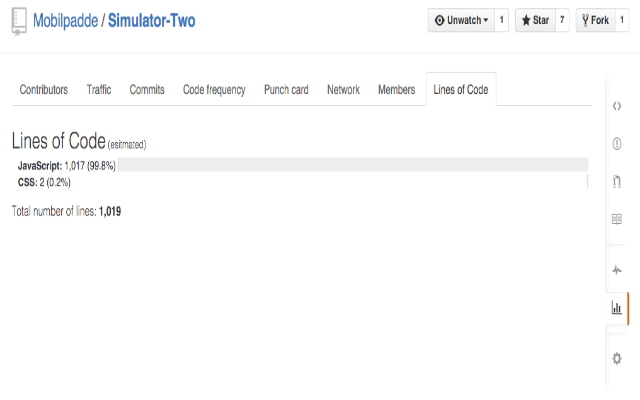 Mobilpadde / Simulator-Two
Unwatch 1 Star 7 Fork 1
Contributors Traffic Commits Code frequency Punch card Network Members Lines of Code
Lines of Code (esitmated)
JavaScript: 1,017 (99.8%)
CSS: 2 (0.2%)
Total number of lines: 1,019